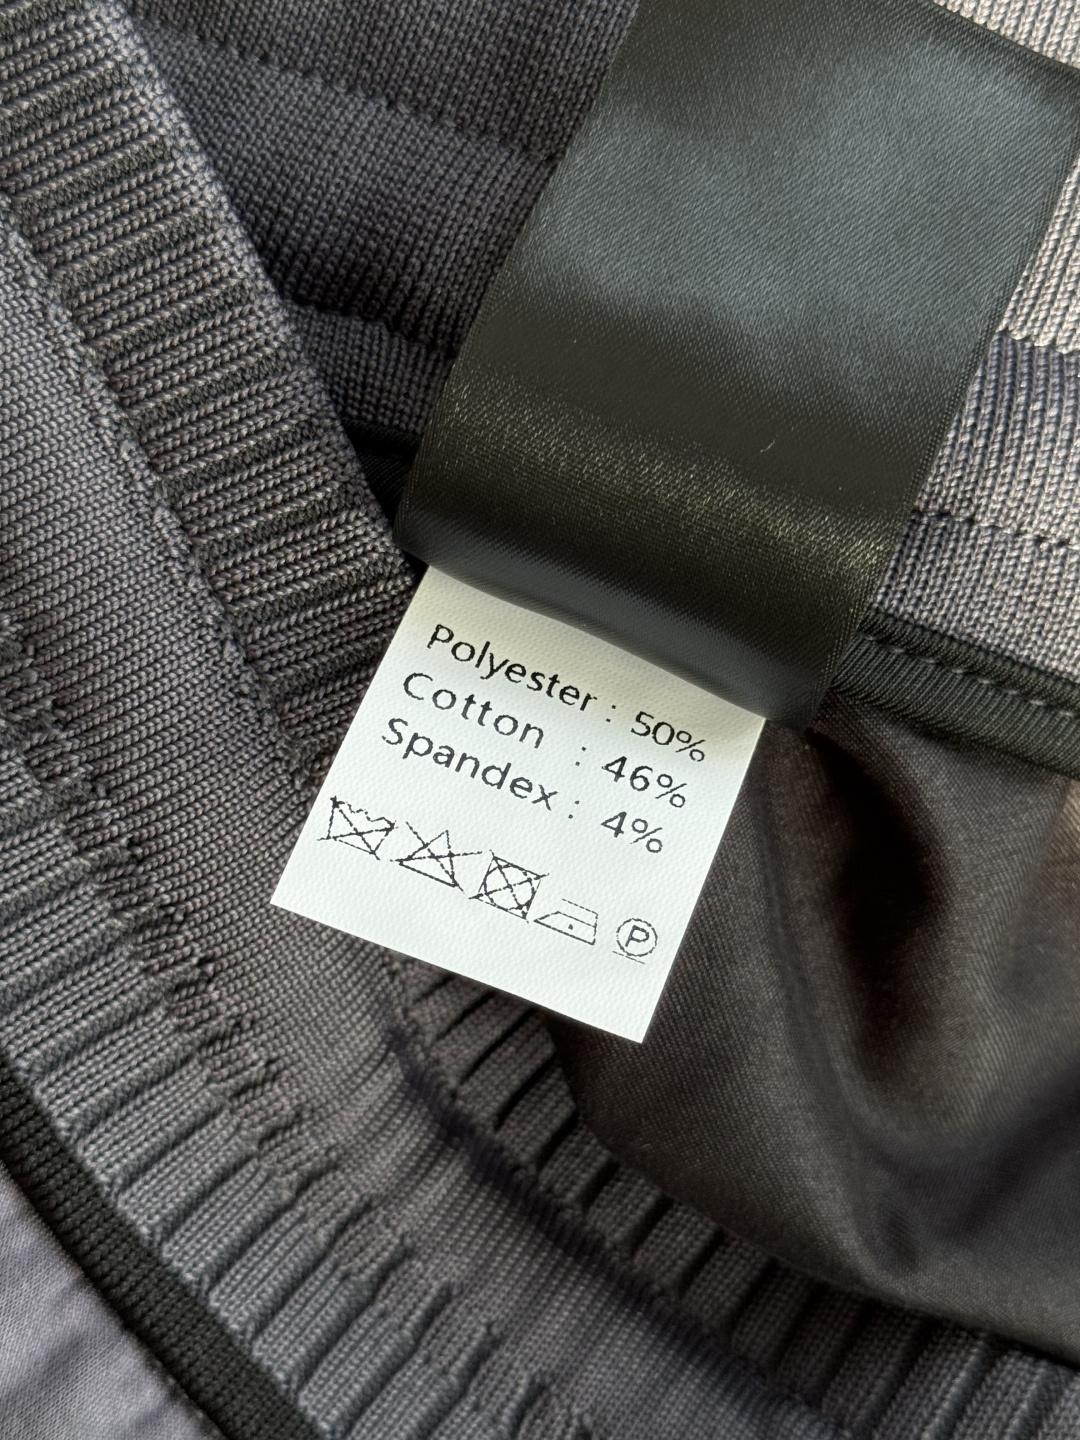 Polyester : 50%
Cotton : 46%
Spandex : 4%
P